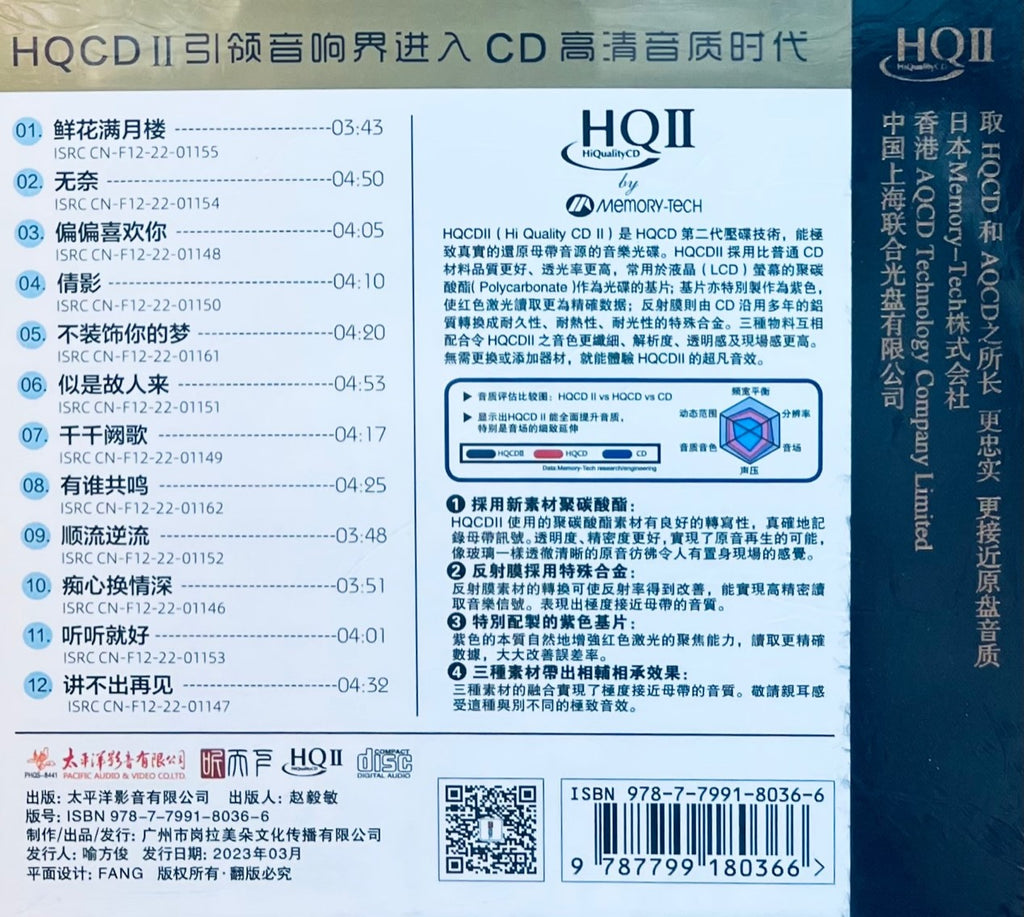 HQCD II 引领音响界进入 CD 高清音质时代
01. 鲜花满月楼 03:43
ISRC CN-F12-22-01155
02. 无奈 04:50
ISRC CN-F12-22-01154
03. 偏偏喜欢你 04:05
ISRC CN-F12-22-01148
04. 倩影 04:10
ISRC CN-F12-22-01150
05. 不装饰你的梦 04:20
ISRC CN-F12-22-01161
06. 似是故人来 04:53
ISRC CN-F12-22-01151
07. 千千阙歌 04:17
ISRC CN-F12-22-01149
08. 有谁共鸣 04:25
ISRC CN-F12-22-01162
09. 顺流逆流 03:48
ISRC CN-F12-22-01152
10. 痴心换情深 03:51
ISRC CN-F12-22-01146
11. 听听就好 04:01
ISRC CN-F12-22-01153
12. 讲不出再见 04:32
ISRC CN-F12-22-01147
HQII
HiQualityCD
by
MEMORY-TECH
HQCDII ( Hi Quality CD II ) 是 HQCD 第二代壓碟技術，能極
致真實的還原母帶音源的音樂光碟。HQCDII 採用比普通 CD
材料品質更好、透光率更高，常用於液晶 ( LCD ) 螢幕的聚碳
酸酯( Polycarbonate )作為光碟的基片; 基片亦特別製作為紫色，
使红色激光讀取更為精確数据；反射膜則由 CD 沿用多年的鋁
質轉換成耐久性、耐熱性、耐光性的特殊合金。三種物料互相
配合令 HQCDII 之音色更纖细、解析度、透明感及現場感更高。
無需更换或添加器材，就能體驗 HQCDII 的超凡音效。
▶ 音质评估比较图：HQCD II vs HQCD vs CD
▶ 显示出HQCD II 能全面提升音质，
特别是音场的细致延伸
HQCDII HQCD CD
Data:Memory-Tech research/engineering
频宽平衡
动态范围 分辨率
音质音色 音场
声压
❶ 採用新素材聚碳酸酯：
HQCDII 使用的聚碳酸酯素材有良好的轉寫性，真確地記
錄母帶訊號。透明度、精密度更好，實現了原音再生的可能，
像玻璃一樣透徹清晰的原音彷彿令人有置身現場的感覺。
❷ 反射膜採用特殊合金：
反射膜素材的轉換可使反射率得到改善，能實現高精密讀
取音樂信號。表現出極度接近母帶的音質。
❸ 特別配製的紫色基片：
紫色的本質自然地增強红色激光的聚焦能力，讀取更精確
數據，大大改善誤差率。
❹ 三種素材帶出相輔相承效果：
三種素材的融合實現了極度接近母帶的音質。敬請親耳感
受這種與別不同的極致音效。
太平洋影音有限公司
PHQS-8441 PACIFIC AUDIO & VIDEO CO.LTD.
昕雨人
HQII
HiQualityCD
COMPACT
disc
DIGITAL AUDIO
出版: 太平洋影音有限公司 出版人: 赵毅敏
版号: ISBN 978-7-7991-8036-6
制作/出品/发行: 广州市岗拉美朵文化传播有限公司
发行人: 喻方俊 发行日期: 2023年03月
平面设计: FANG 版权所有·翻版必究
ISBN 978-7-7991-8036-6
9 787799 180366 >
HQII
HiQualityCD
取 HQCD 和 AQCD之所长 更忠实 更接近原盘音质
日本Memory-Tech株式会社
香港 AQCD Technology Company Limited
中国上海联合光盘有限公司